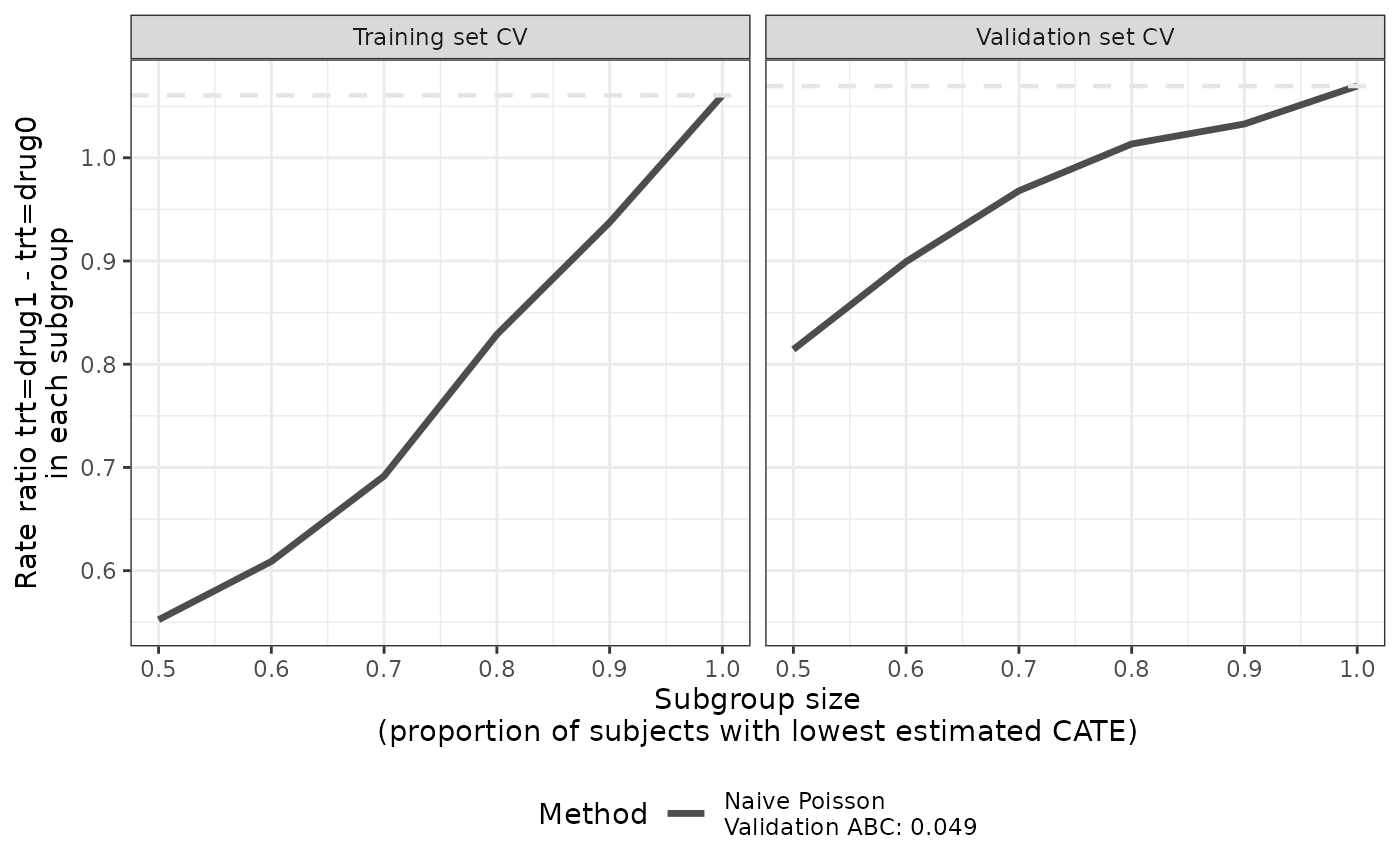 Training set CV
Validation set CV
Rate ratio trt=drug1 - trt=drug0
in each subgroup
1.0
0.9
0.8
0.7
0.6
0.5 0.6 0.7 0.8 0.9 1.0
0.5 0.6 0.7 0.8 0.9 1.0
Subgroup size
(proportion of subjects with lowest estimated CATE)
Method
Naive Poisson
Validation ABC: 0.049